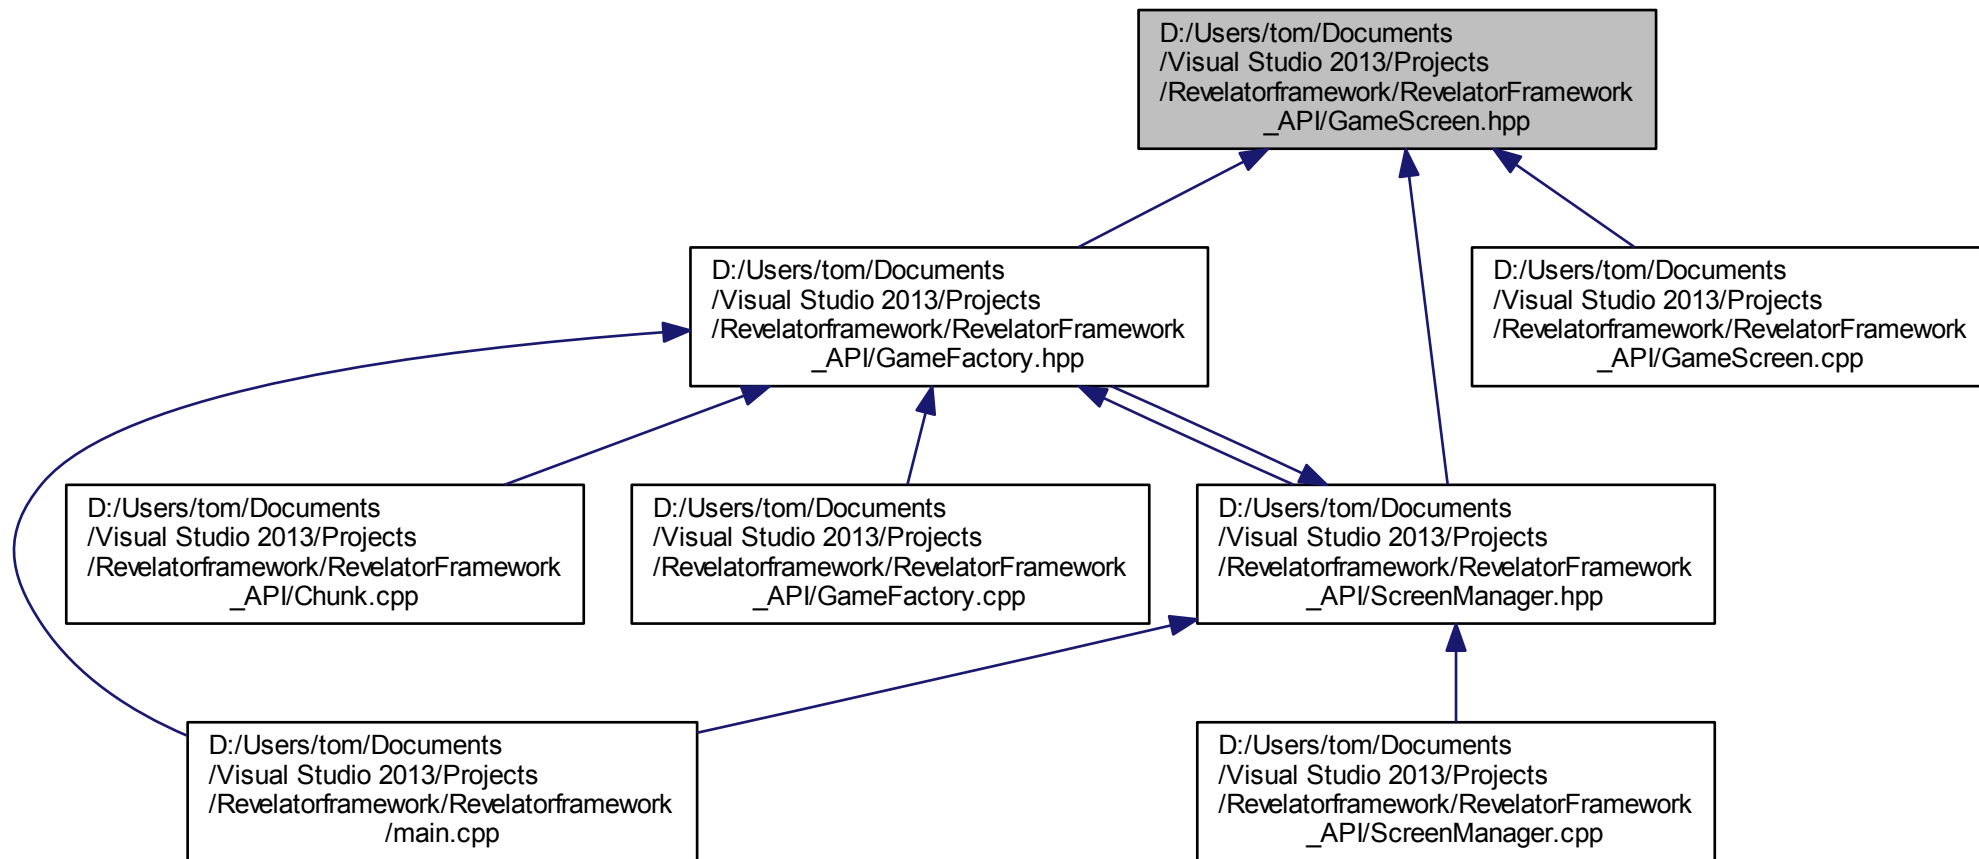 D:/Users/tom/Documents
/Visual Studio 2013/Projects
/Revelatorframework/RevelatorFramework
_API/GameScreen.hpp
D:/Users/tom/Documents
/Visual Studio 2013/Projects
/Revelatorframework/RevelatorFramework
_API/GameFactory.hpp
D:/Users/tom/Documents
/Visual Studio 2013/Projects
/Revelatorframework/RevelatorFramework
_API/GameScreen.cpp
D:/Users/tom/Documents
/Visual Studio 2013/Projects
/Revelatorframework/RevelatorFramework
_API/Chunk.cpp
D:/Users/tom/Documents
/Visual Studio 2013/Projects
/Revelatorframework/RevelatorFramework
_API/GameFactory.cpp
D:/Users/tom/Documents
/Visual Studio 2013/Projects
/Revelatorframework/RevelatorFramework
_API/ScreenManager.hpp
D:/Users/tom/Documents
/Visual Studio 2013/Projects
/Revelatorframework/Revelatorframework
/main.cpp
D:/Users/tom/Documents
/Visual Studio 2013/Projects
/Revelatorframework/RevelatorFramework
_API/ScreenManager.cpp